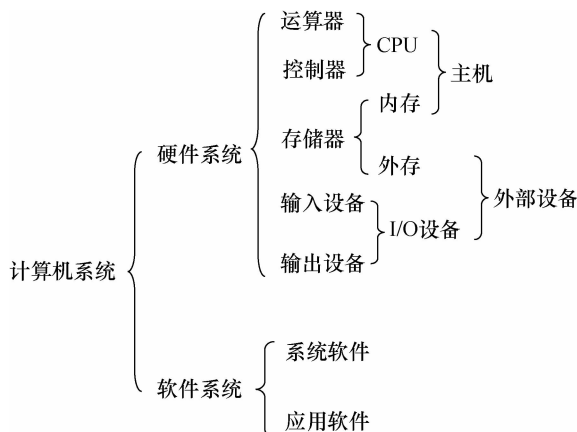 运算器
CPU
控制器
主机
内存
存储器
硬件系统
外存
输入设备
外部设备
I/O设备
输出设备
计算机系统
系统软件
软件系统
应用软件